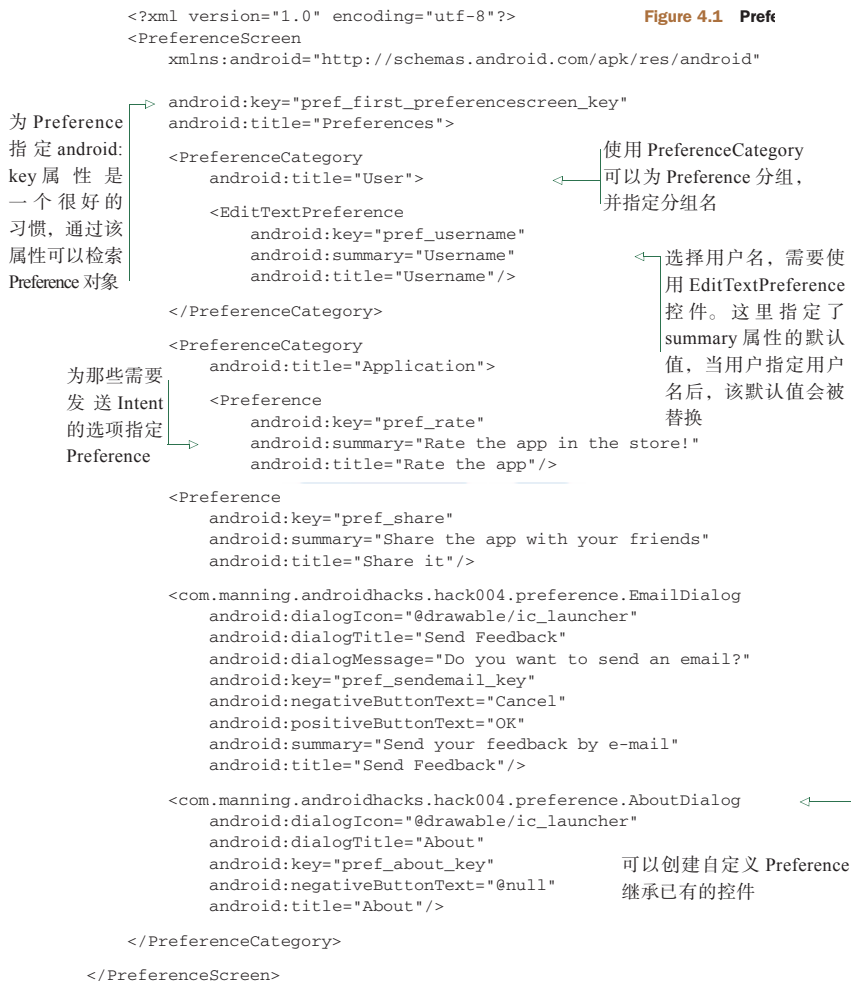 <?xml version="1.0" encoding="utf-8"?>
Figure 4.1 Prefe
<PreferenceScreen
xmlns:android="http://schemas.android.com/apk/res/android"
android:key="pref_first_preferencescreen_key"
android:title="Preferences">
为 Preference
指定 android:
key 属性是
一个很好的
习惯，通过该
属性可以检索
Preference 对象
<PreferenceCategory
android:title="User">
使用 PreferenceCategory
可以为 Preference 分组，
并指定分组名
<EditTextPreference
android:key="pref_username"
android:summary="Username"
android:title="Username"/>
选择用户名，需要使
用 EditTextPreference
控件。这里指定了
summary 属性的默认
值，当用户指定用户
名后，该默认值会被
替换
</PreferenceCategory>
<PreferenceCategory
android:title="Application">
为那些需要
发送 Intent
的选项指定
Preference
<Preference
android:key="pref_rate"
android:summary="Rate the app in the store!"
android:title="Rate the app"/>
<Preference
android:key="pref_share"
android:summary="Share the app with your friends"
android:title="Share it"/>
<com.manning.androidhacks.hack004.preference.EmailDialog
android:dialogIcon="@drawable/ic_launcher"
android:dialogTitle="Send Feedback"
android:dialogMessage="Do you want to send an email?"
android:key="pref_sendemail_key"
android:negativeButtonText="Cancel"
android:positiveButtonText="OK"
android:summary="Send your feedback by e-mail"
android:title="Send Feedback"/>
<com.manning.androidhacks.hack004.preference.AboutDialog
android:dialogIcon="@drawable/ic_launcher"
android:dialogTitle="About"
android:key="pref_about_key"
android:negativeButtonText="@null"
android:title="About"/>
可以创建自定义 Preference
继承已有的控件
</PreferenceCategory>
</PreferenceScreen>